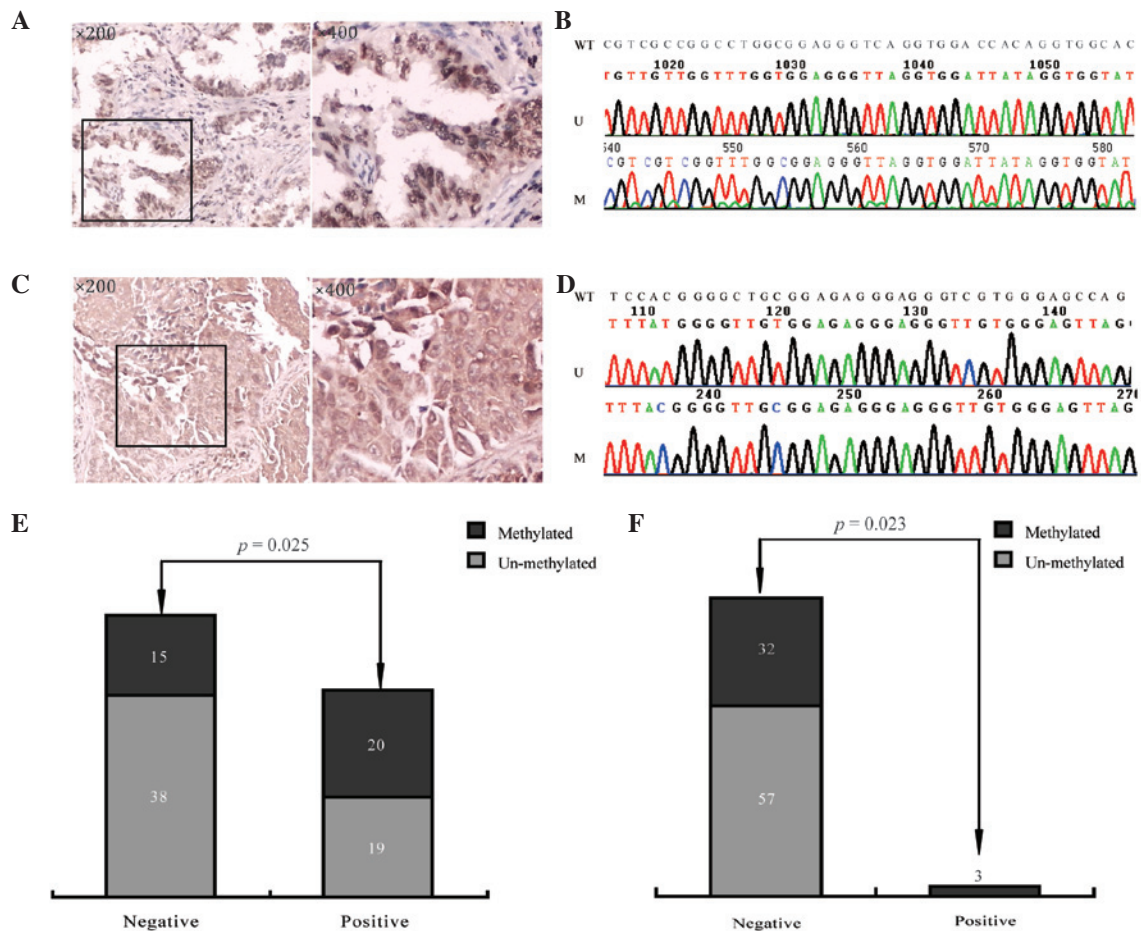 A
×200
×400
B
WT CGTCGCCGGCCTGGCGGAGGGTCAGGTGGACCACAGGTGGCAC
1020 1030 1040 1050
TGTTGTTGGTTTGGTGGAGGGTTAGGTGGATTATAGGTGGTAT
U
540 550 560 570 580
CGTCGTCGGTTTGGCGGAGGGTTAGGTGGATTATAGGTGGTAT
M
C
×200
×400
D
WT TCCACGGGGCTGCGGAGAGGGAGGGTCGTGGGAGCCAG
110 120 130 140
TTTATGGGGTTGTGGAGAGGGAGGGTTGTGGGAGTTAG
U
240 250 260 270
TTTACGGGGTTGCGGAGAGGGAGGGTTGTGGGAGTTAG
M
E
p = 0.025
Methylated
Un-methylated
15
38
20
19
Negative Positive
F
p = 0.023
Methylated
Un-methylated
32
57
3
Negative Positive